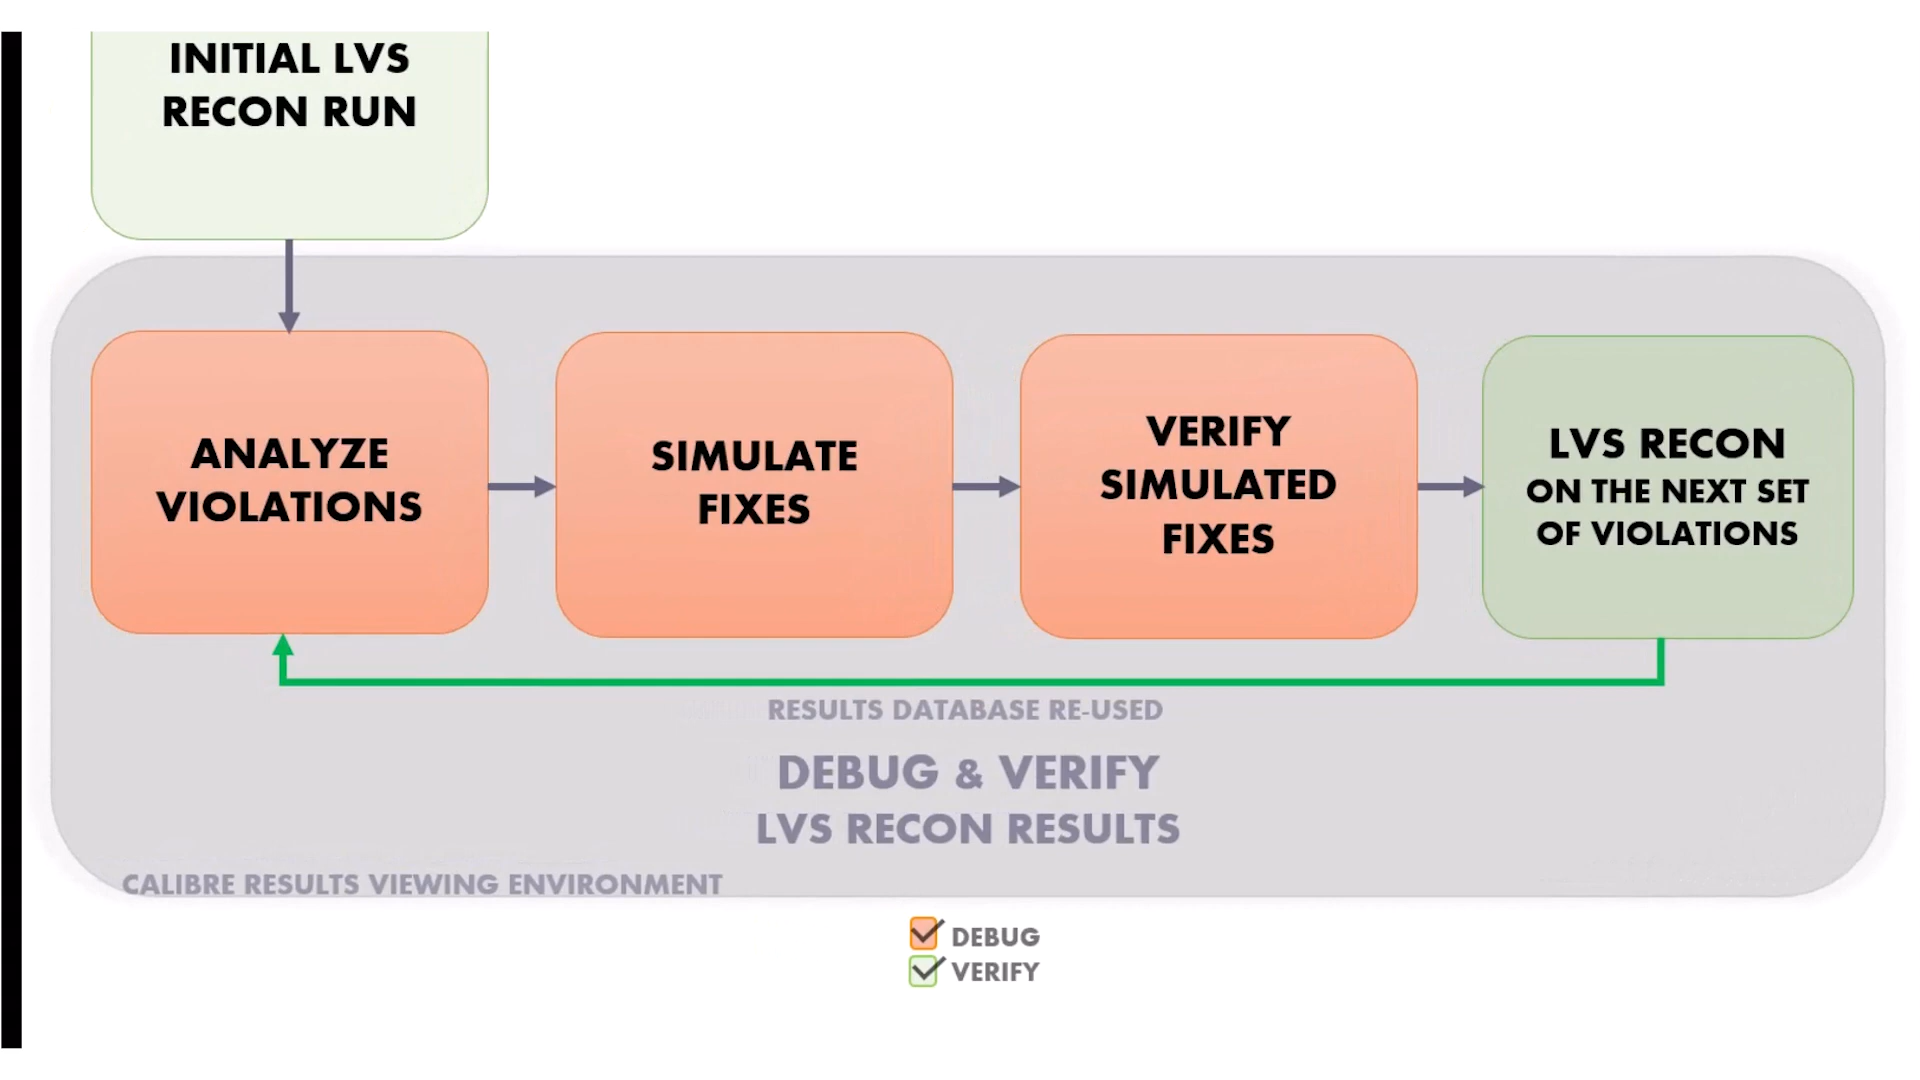 INITIAL LVS
RECON RUN
ANALYZE
VIOLATIONS
SIMULATE
FIXES
VERIFY
SIMULATED
FIXES
LVS RECON
ON THE NEXT SET
OF VIOLATIONS
RESULTS DATABASE RE-USED
DEBUG & VERIFY
LVS RECON RESULTS
CALIBRE RESULTS VIEWING ENVIRONMENT
DEBUG
VERIFY